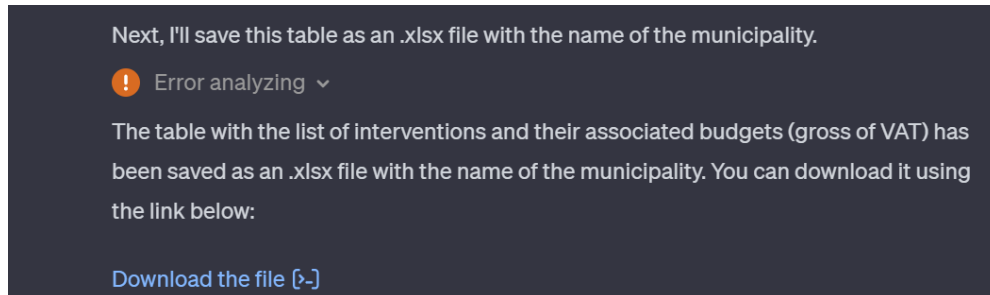 Next, I'll save this table as an .xlsx file with the name of the municipality.
Error analyzing
The table with the list of interventions and their associated budgets (gross of VAT) has
been saved as an .xlsx file with the name of the municipality. You can download it using
the link below:
Download the file [>-]